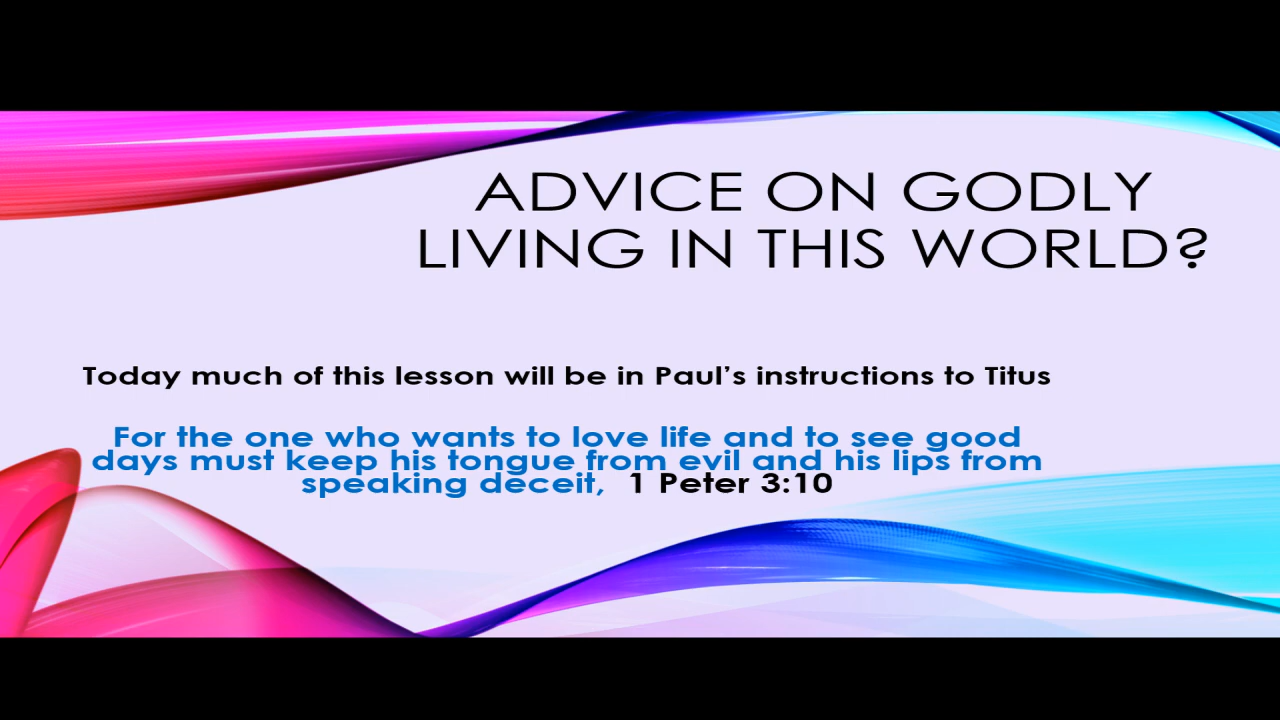 ADVICE ON GODLY
LIVING IN THIS WORLD?
Today much of this lesson will be in Paul’s instructions to Titus
For the one who wants to love life and to see good
days must keep his tongue from evil and his lips from
speaking deceit,  1 Peter 3:10